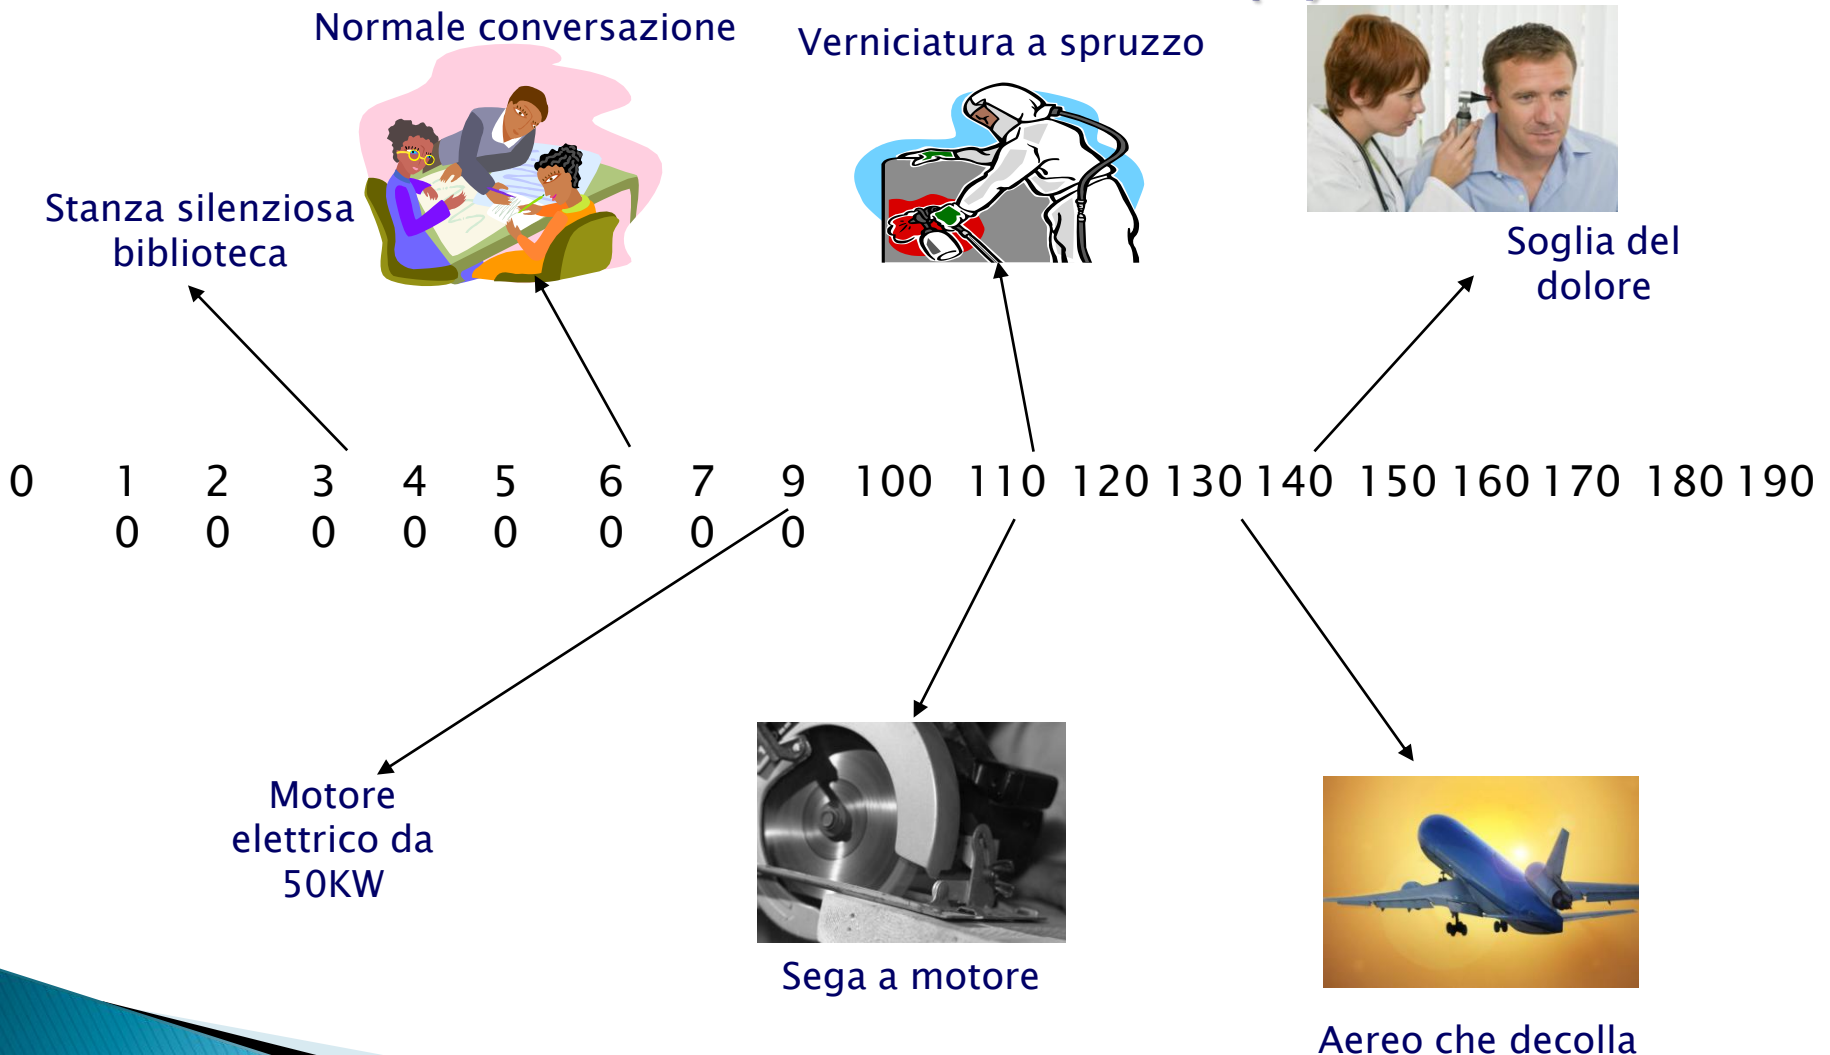 Normale conversazione
Verniciatura a spruzzo
Stanza silenziosa
biblioteca
Soglia del
dolore
0 1 2 3 4 5 6 7 9 100 110 120 130 140 150 160 170 180 190
0 0 0 0 0 0 0 0
Motore
elettrico da
50KW
Sega a motore
Aereo che decolla